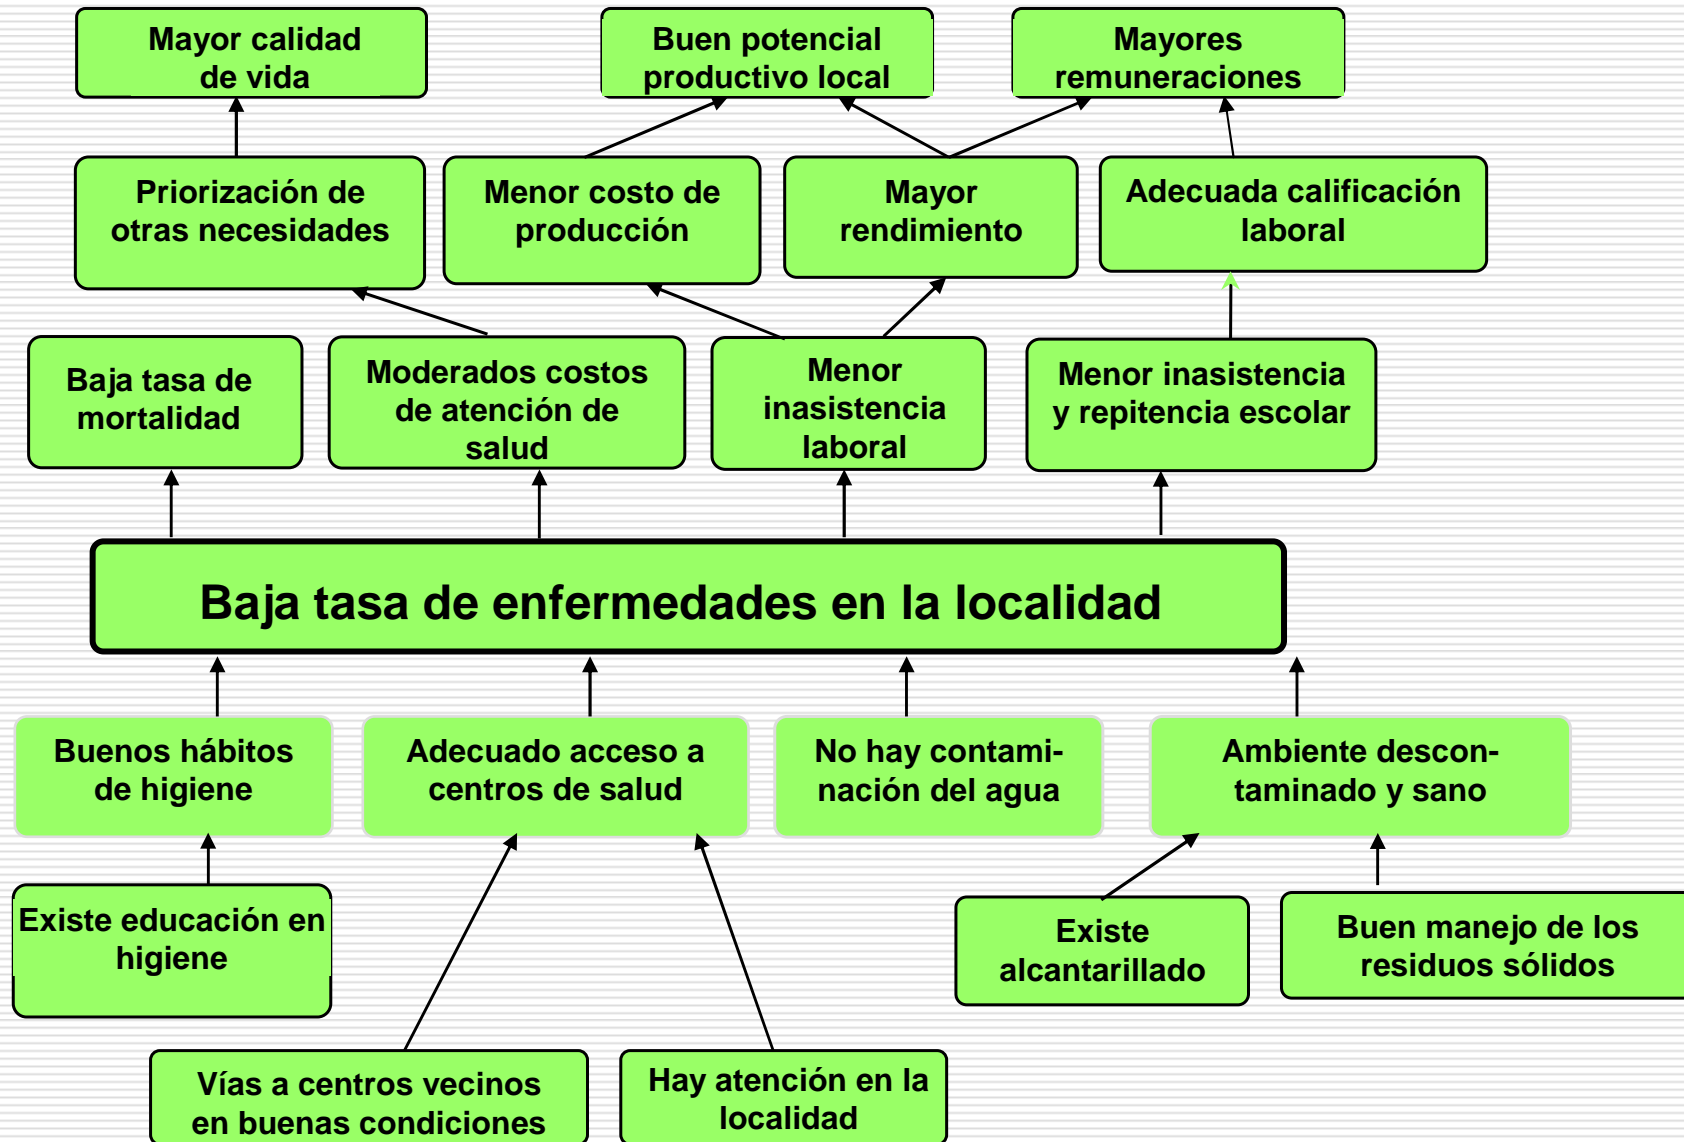 Mayor calidad
de vida
Buen potencial
productivo local
Mayores
remuneraciones
Priorización de
otras necesidades
Menor costo de
producción
Mayor
rendimiento
Adecuada calificación
laboral
Baja tasa de
mortalidad
Moderados costos
de atención de
salud
Menor
inasistencia
laboral
Menor inasistencia
y repitencia escolar
Baja tasa de enfermedades en la localidad
Buenos hábitos
de higiene
Adecuado acceso a
centros de salud
No hay contami-
nación del agua
Ambiente descon-
taminado y sano
Existe educación en
higiene
Existe
alcantarillado
Buen manejo de los
residuos sólidos
Vías a centros vecinos
en buenas condiciones
Hay atención en la
localidad